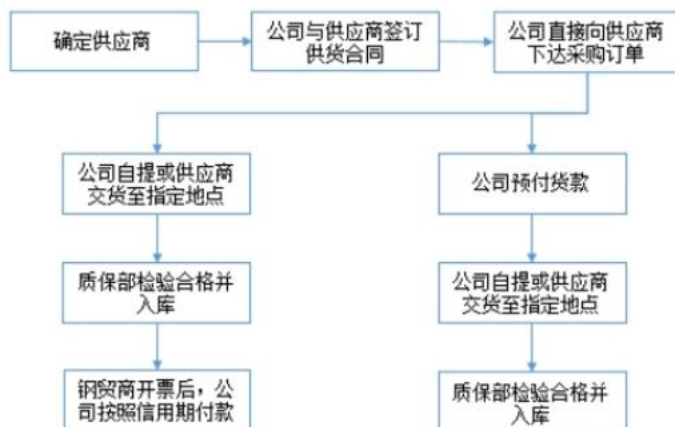 确定供应商
公司与供应商签订
供货合同
公司直接向供应商
下达采购订单
公司自提或供应商
交货至指定地点
公司预付货款
质保部检验合格并
入库
公司自提或供应商
交货至指定地点
钢贸商开票后，公
司按照信用期付款
质保部检验合格并
入库